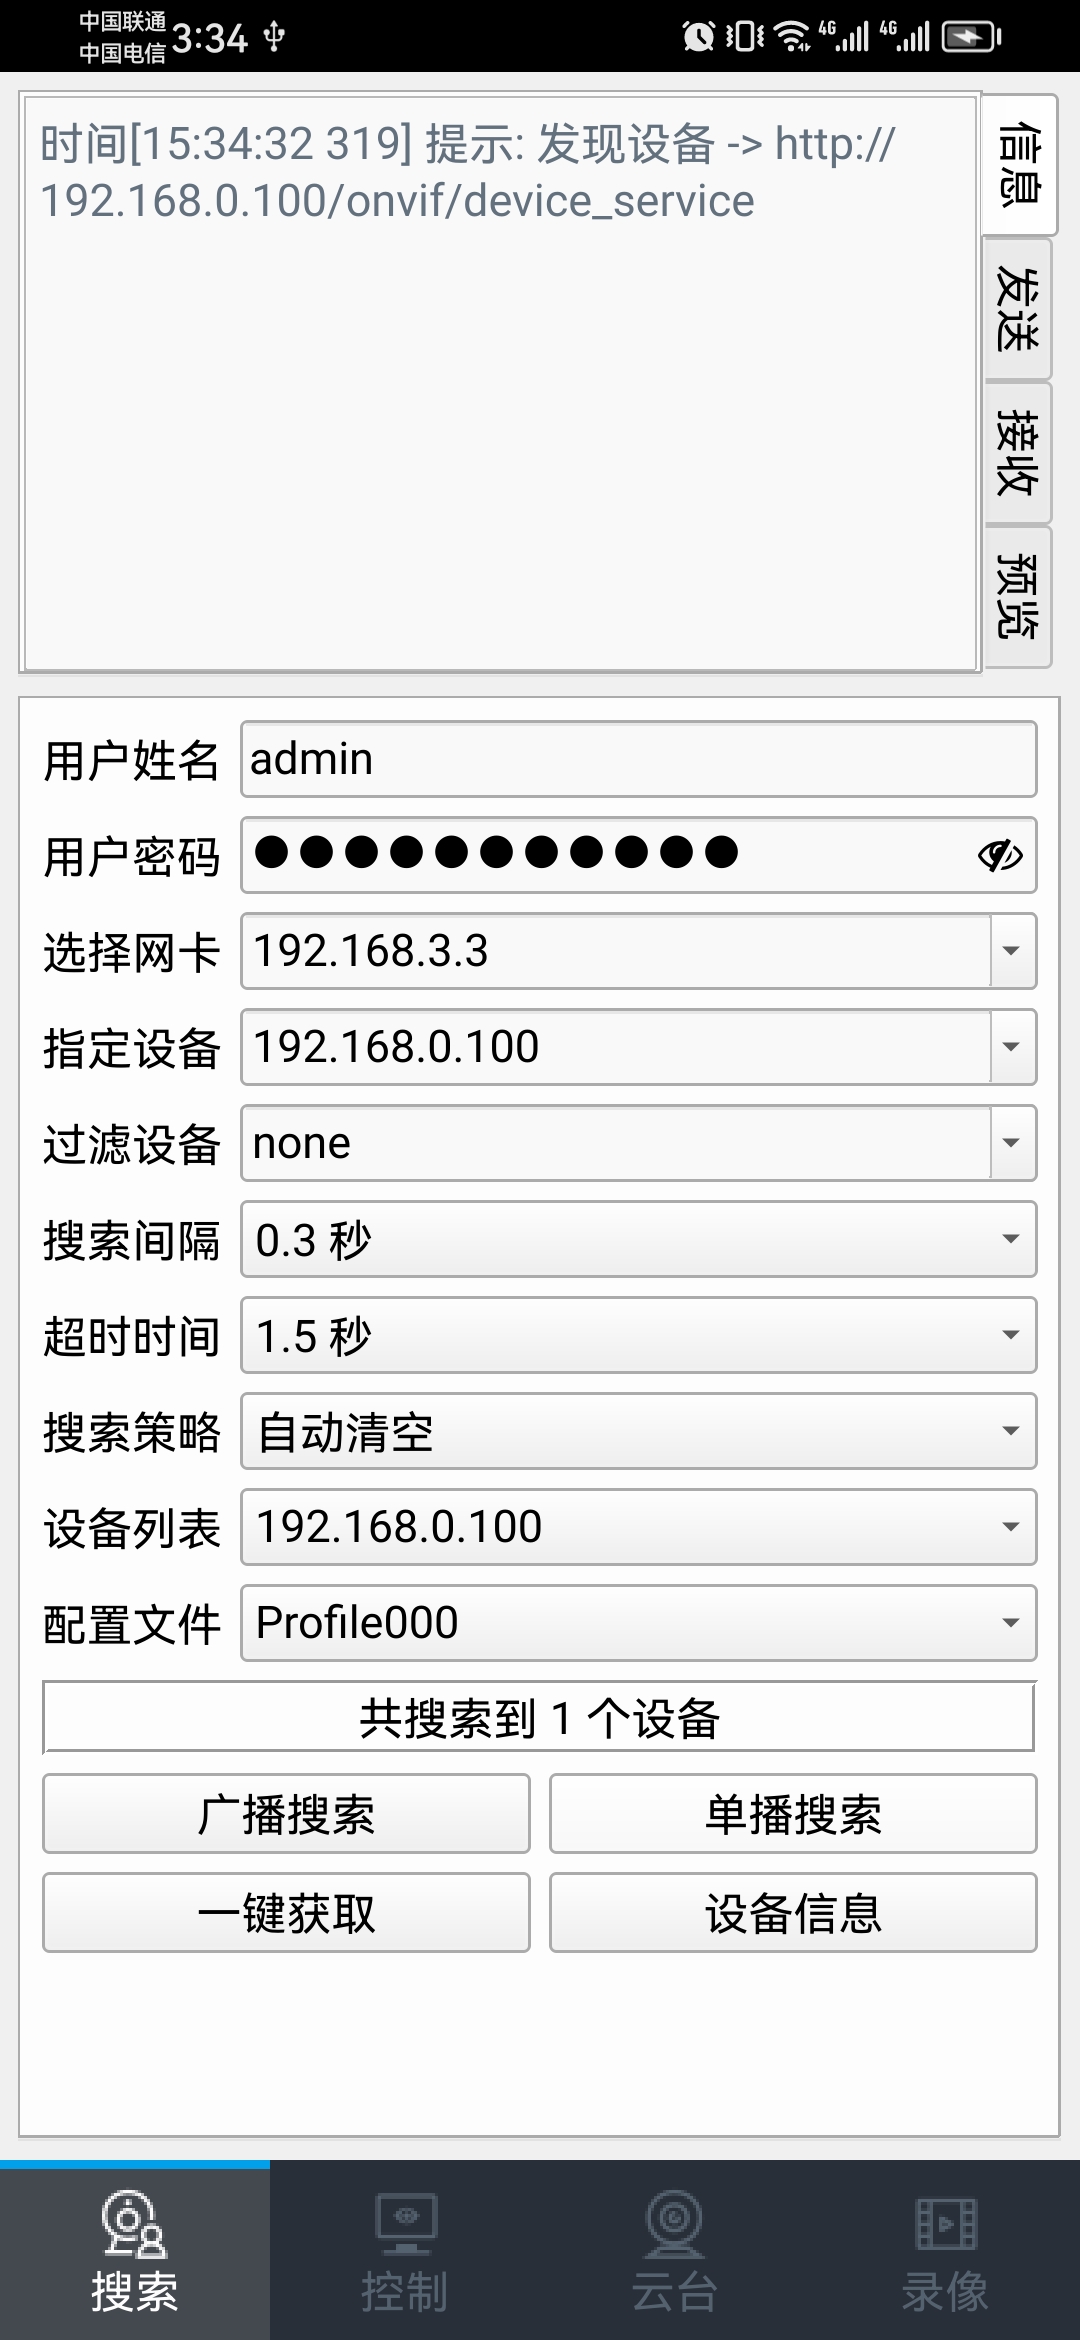 中国联通
中国电信
3:34
4G
4G
时间[15:34:32 319] 提示: 发现设备 -> http://
192.168.0.100/onvif/device_service
信息
发送
接收
预览
用户姓名 admin
用户密码 ●●●●●●●●●●●
选择网卡 192.168.3.3
指定设备 192.168.0.100
过滤设备 none
搜索间隔 0.3 秒
超时时间 1.5 秒
搜索策略 自动清空
设备列表 192.168.0.100
配置文件 Profile000
共搜索到 1 个设备
广播搜索 单播搜索
一键获取 设备信息
搜索 控制 云台 录像